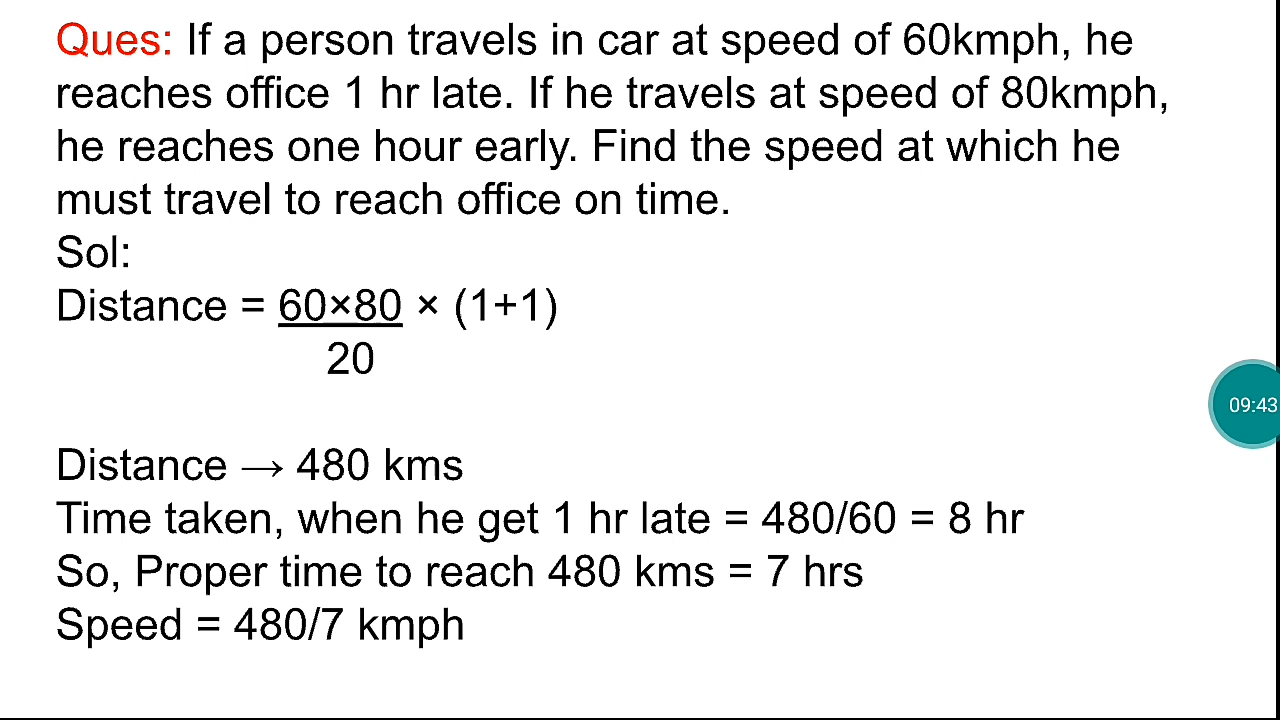 Ques: If a person travels in car at speed of 60kmph, he
reaches office 1 hr late. If he travels at speed of 80kmph,
he reaches one hour early. Find the speed at which he
must travel to reach office on time.
Sol:
Distance = 60×80 × (1+1)
20
09:43
Distance → 480 kms
Time taken, when he get 1 hr late = 480/60 = 8 hr
So, Proper time to reach 480 kms = 7 hrs
Speed = 480/7 kmph